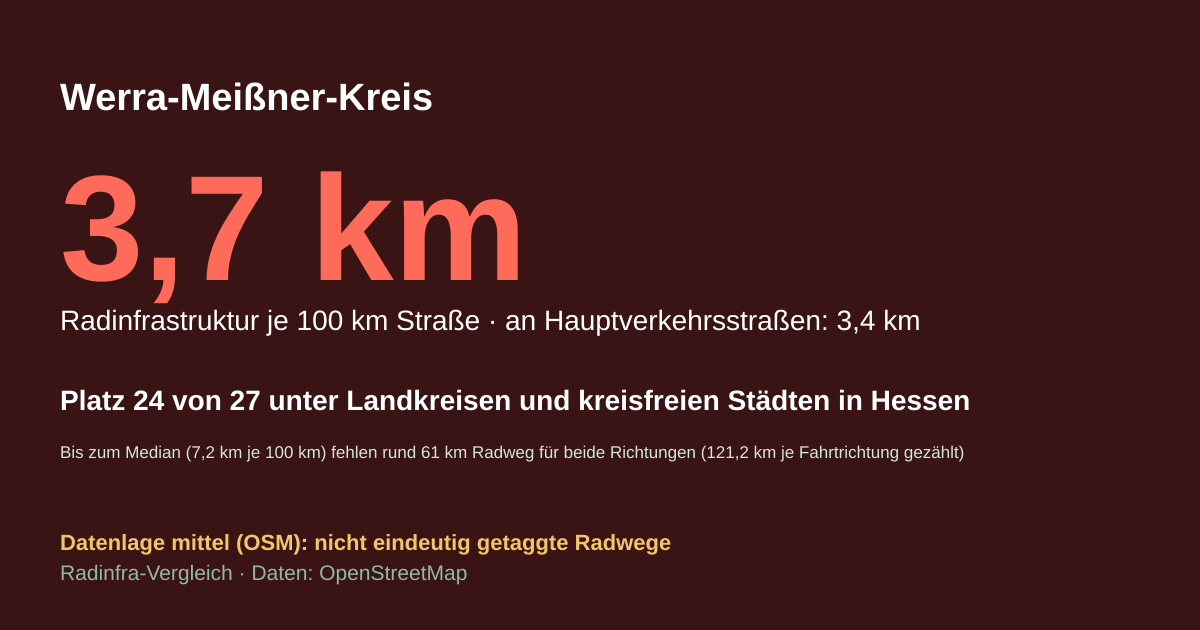 Werra-Meißner-Kreis
3,7 km
Radinfrastruktur je 100 km Straße · an Hauptverkehrsstraßen: 3,4 km
Platz 24 von 27 unter Landkreisen und kreisfreien Städten in Hessen
Bis zum Median (7,2 km je 100 km) fehlen rund 61 km Radweg für beide Richtungen (121,2 km je Fahrtrichtung gezählt)
Datenlage mittel (OSM): nicht eindeutig getaggte Radwege
Radinfra-Vergleich · Daten: OpenStreetMap